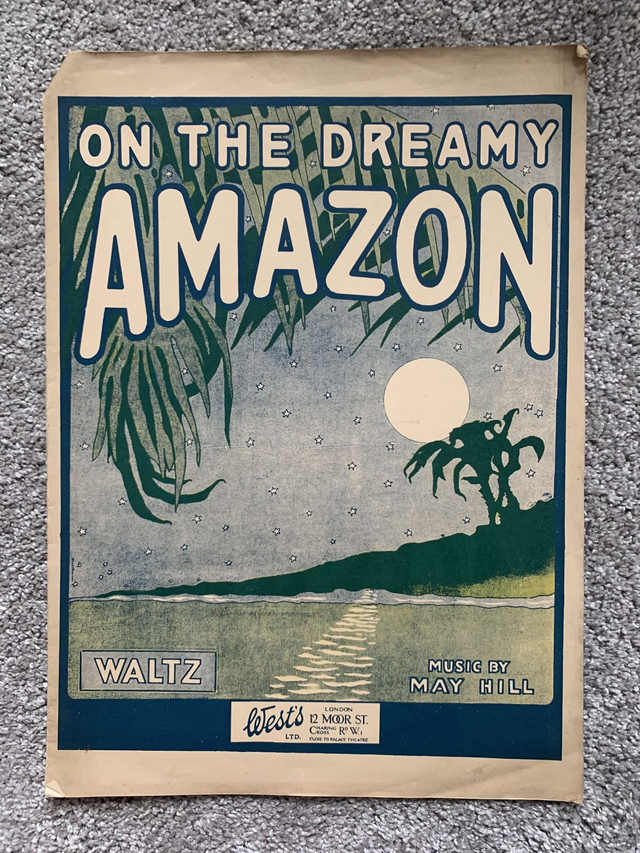 ON THE DREAMY
AMAZON
WALTZ
MUSIC BY
MAY HILL
West's
LTD.
LONDON
12 MOOR ST.
CHARING CROSS RD W.1
CLOSE TO PALACE THEATRE